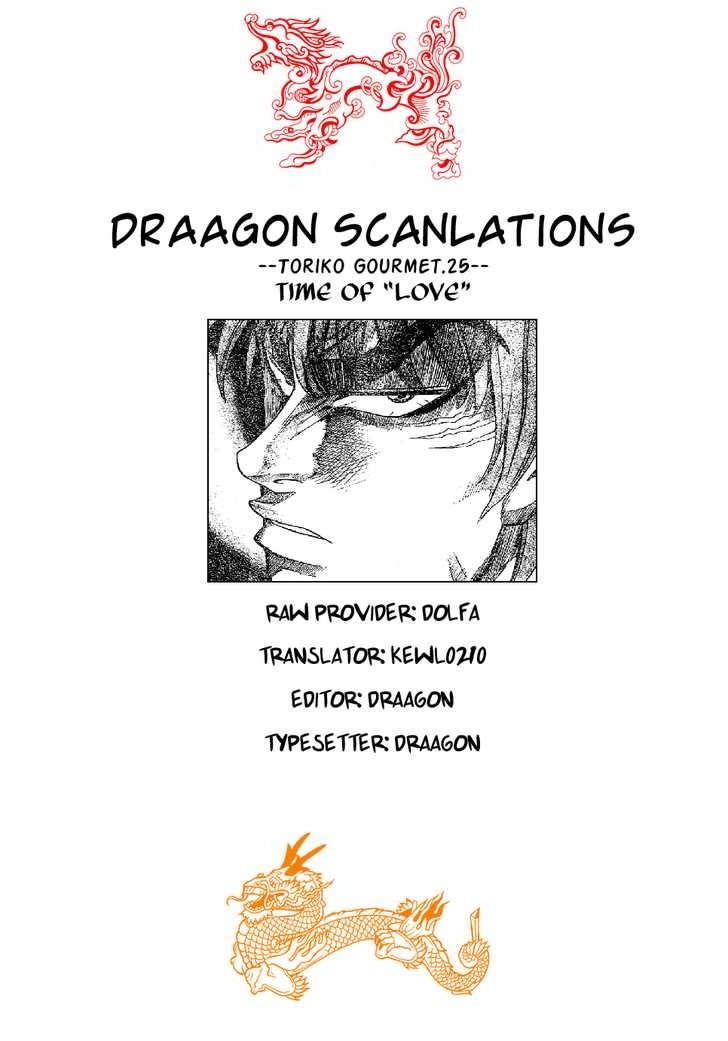 DRAAGON SCANLATIONS
--TORIKO GOURMET.25--
TIME OF "LOVE"
RAW PROVIDER: DOLFA
TRANSLATOR: KEWL0210
EDITOR: DRAAGON
TYPESETTER: DRAAGON